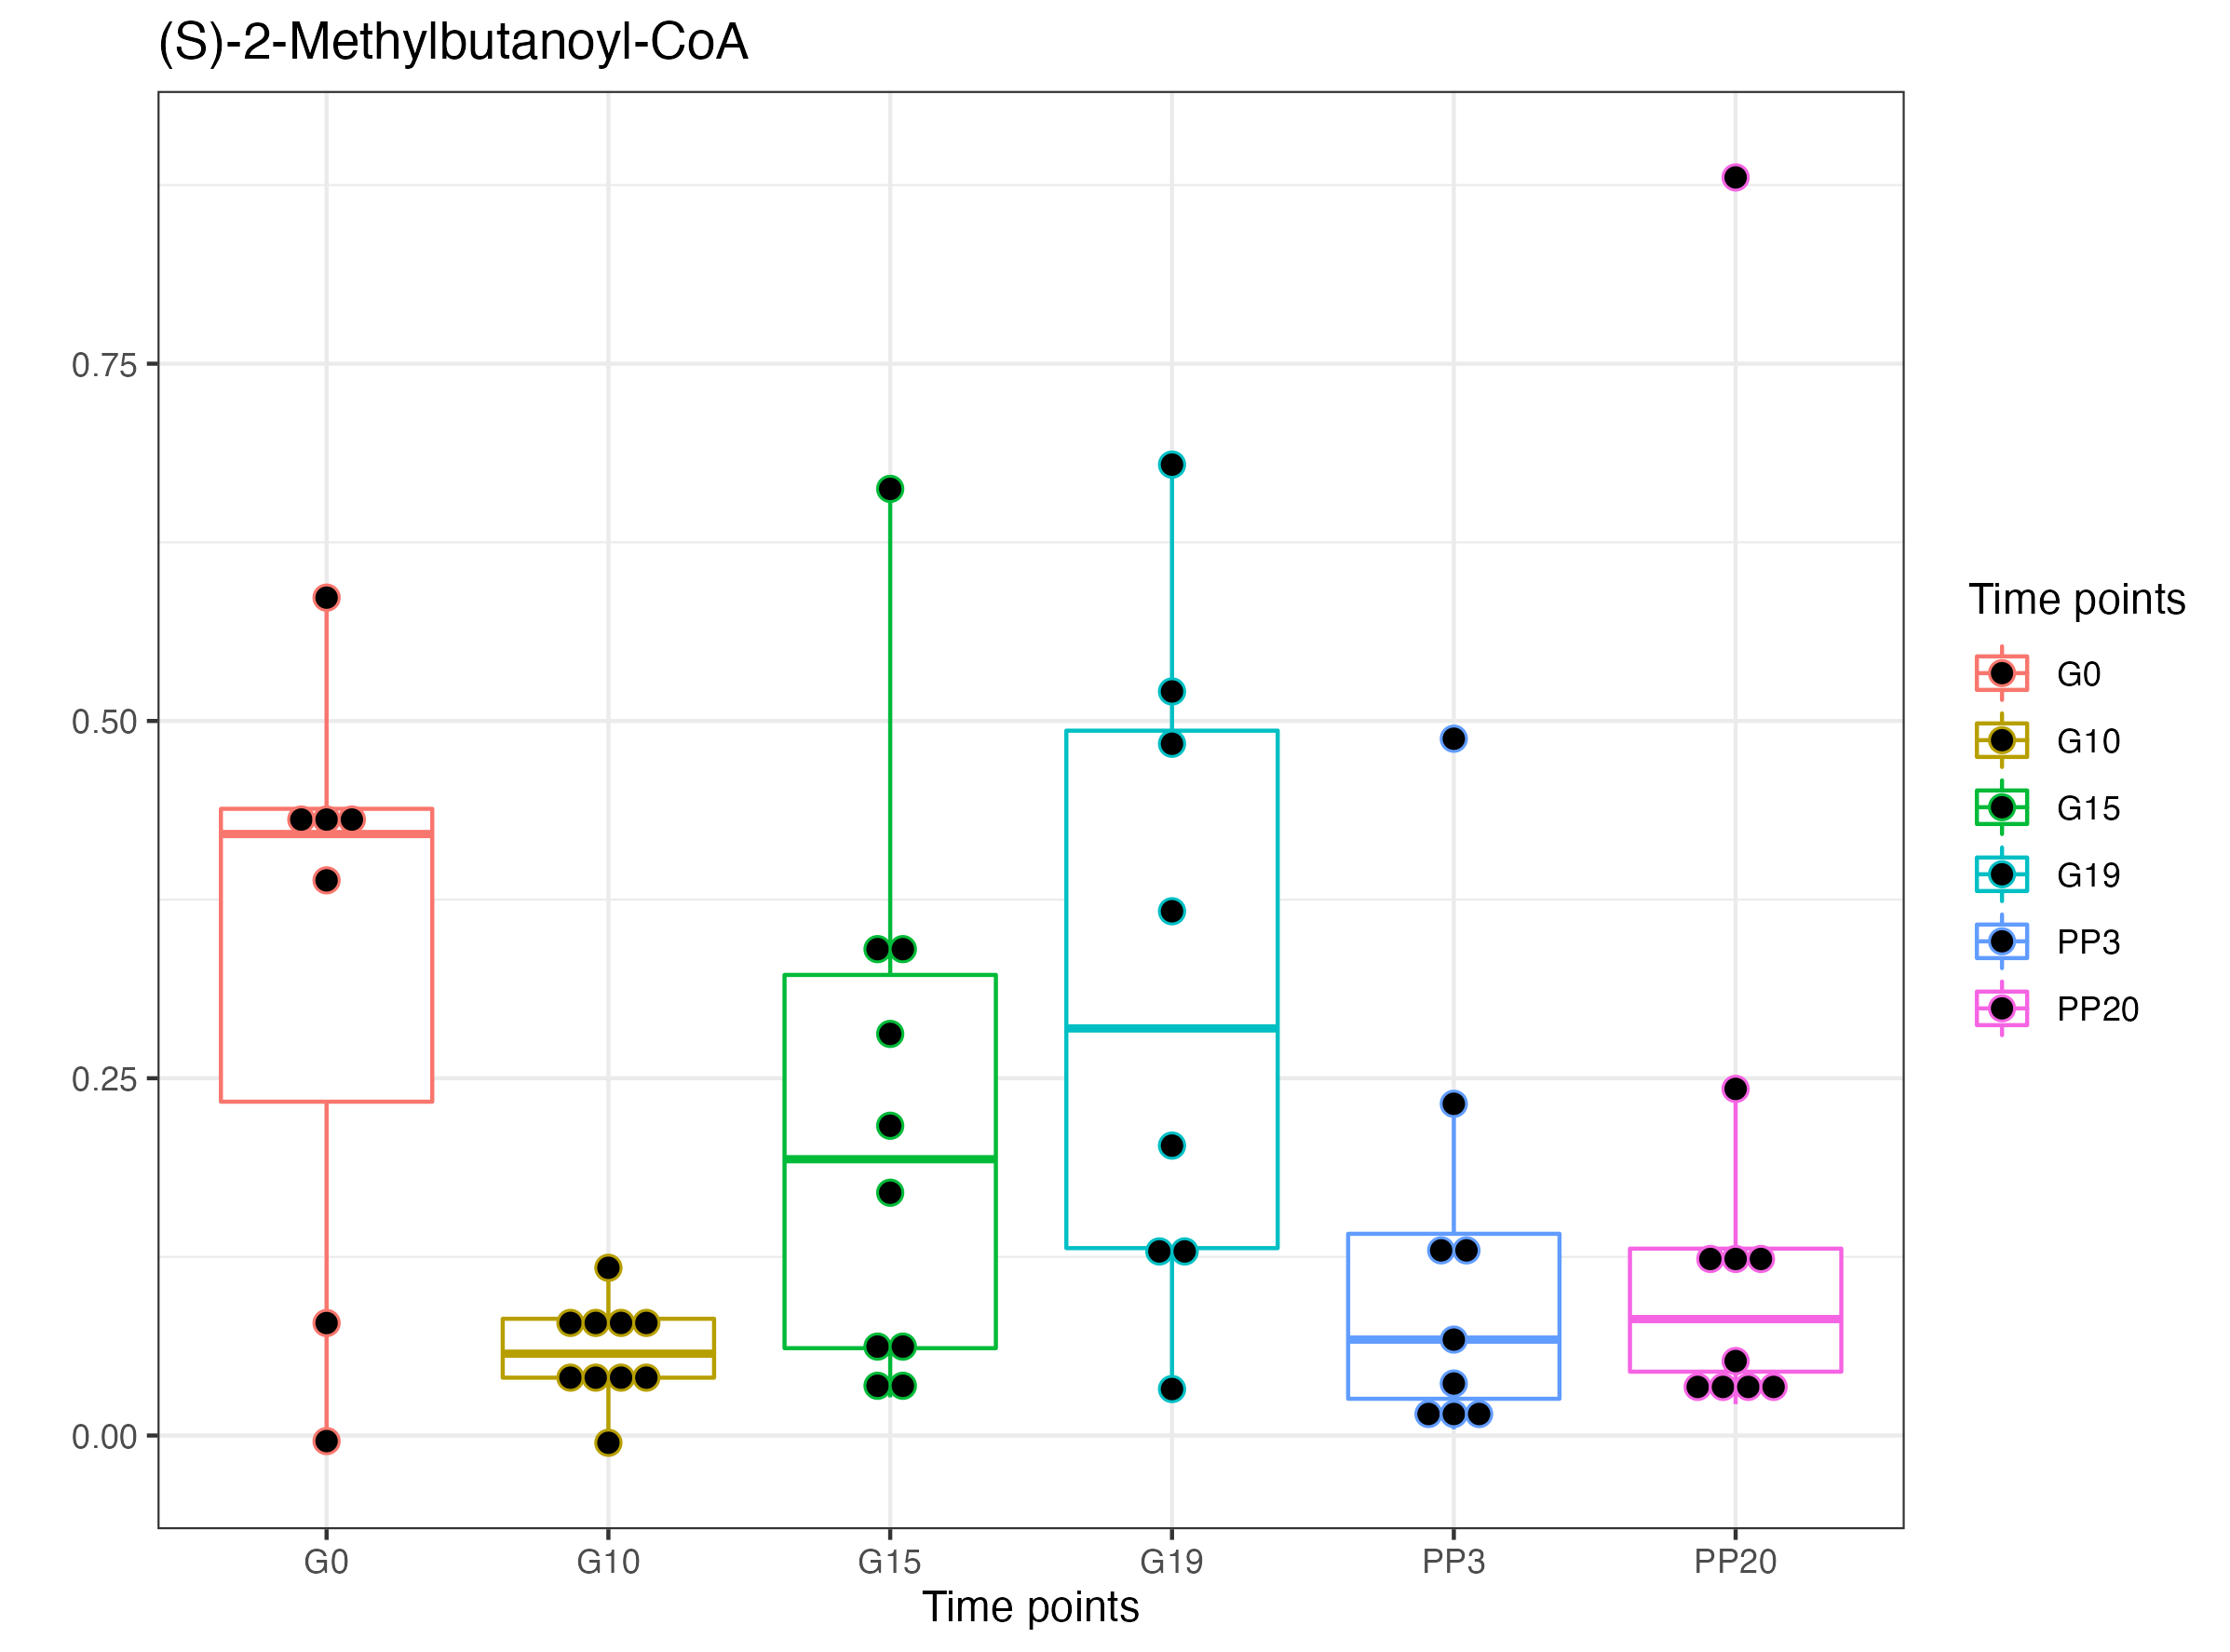 (S)-2-Methylbutanoyl-CoA
0.75
0.50
0.25
0.00
G0 G10 G15 G19 PP3 PP20
Time points
Time points
G0
G10
G15
G19
PP3
PP20